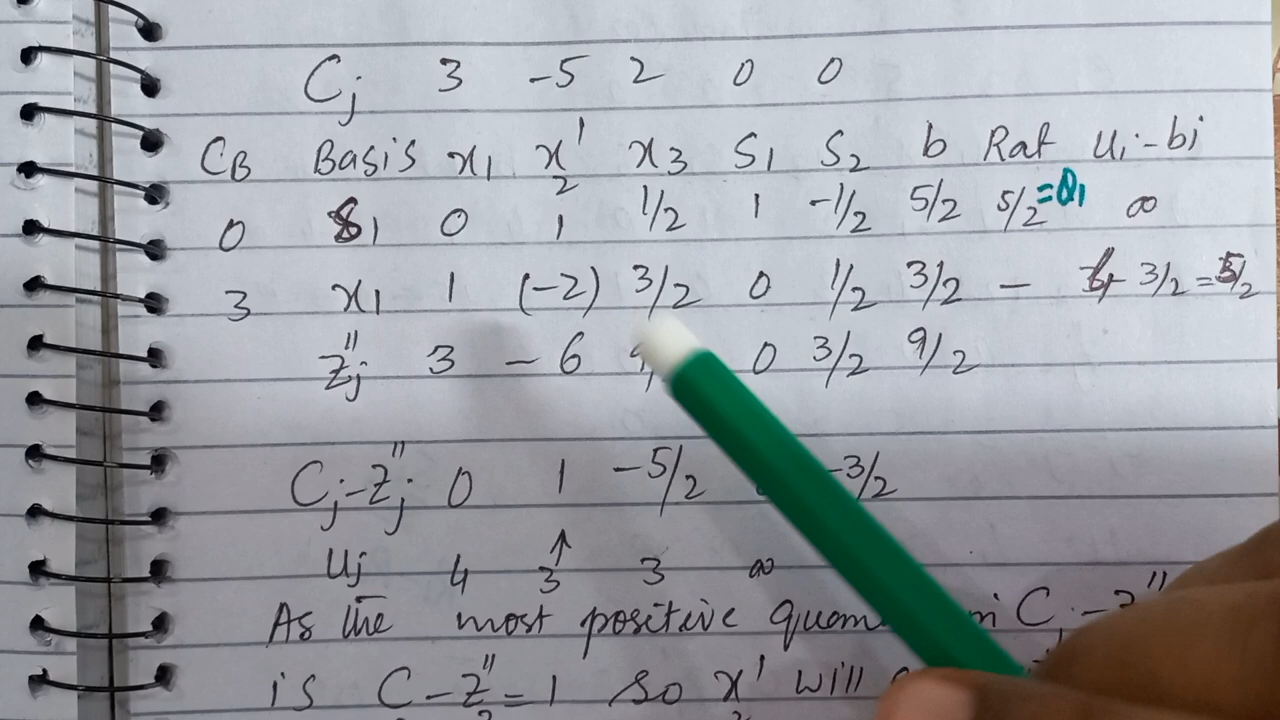 Cj 3 -5 2 0 0
CB Basis x1 x2' x3 S1 S2 b Rat Ui-bi
0 S1 0 1 1/2 1 -1/2 5/2 5/2 =θ1 ∞
3 x1 1 (-2) 3/2 0 1/2 3/2 - 4- 3/2 = 5/2
Zj'' 3 -6 0 3/2 9/2
Cj-Zj'' 0 1 -5/2 -3/2
Uj 4 3 3 ∞
As the most positive in Cj-Z''
is C2-Z2''=1 So x2' will